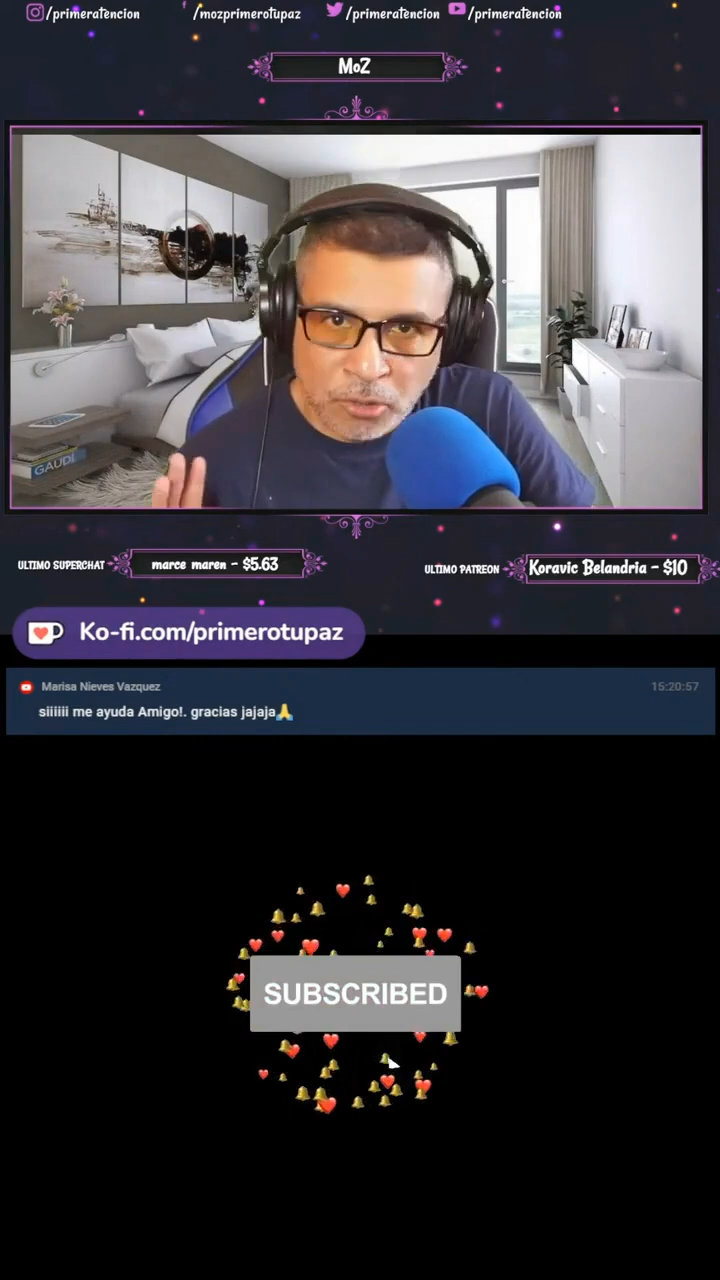 /primeratencion
/mozprimerotupaz
/primeratencion
/primeratencion
MoZ
GAUDÍ
ULTIMO SUPERCHAT
marce maren - $5.63
ULTIMO PATREON
Koravic Belandria - $10
Ko-fi.com/primerotupaz
Marisa Nieves Vazquez
15:20:57
siiiiii me ayuda Amigo!. gracias jajaja🙏
SUBSCRIBED